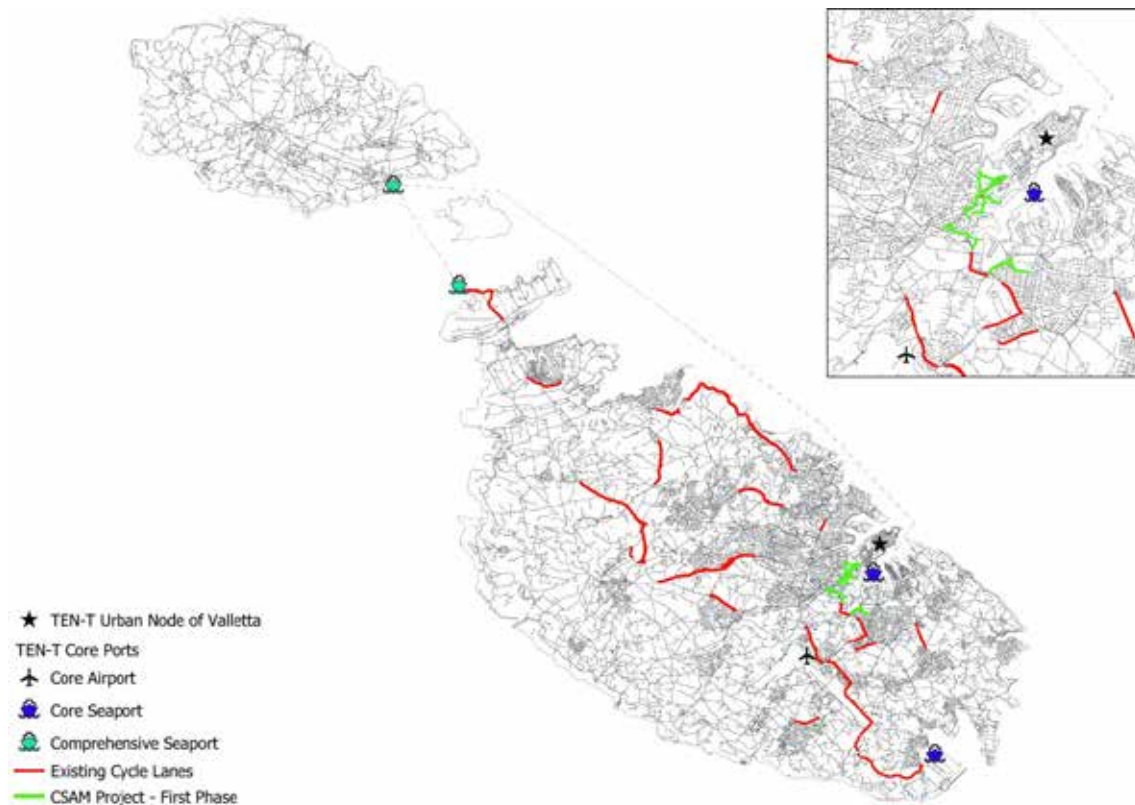 TEN-T Urban Node of Valletta
TEN-T Core Ports
Core Airport
Core Seaport
Comprehensive Seaport
Existing Cycle Lanes
CSAM Project - First Phase